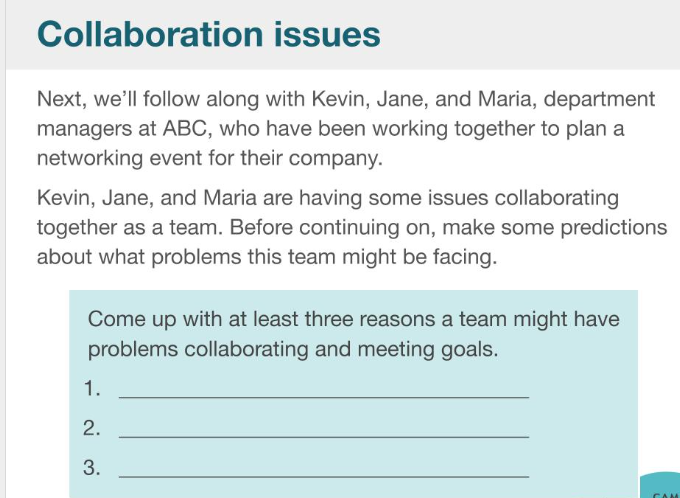 Collaboration issues
Next, we'll follow along with Kevin, Jane, and Maria, department
managers at ABC, who have been working together to plan a
networking event for their company.
Kevin, Jane, and Maria are having some issues collaborating
together as a team. Before continuing on, make some predictions
about what problems this team might be facing.
Come up with at least three reasons a team might have
problems collaborating and meeting goals.
1.
2.
3.